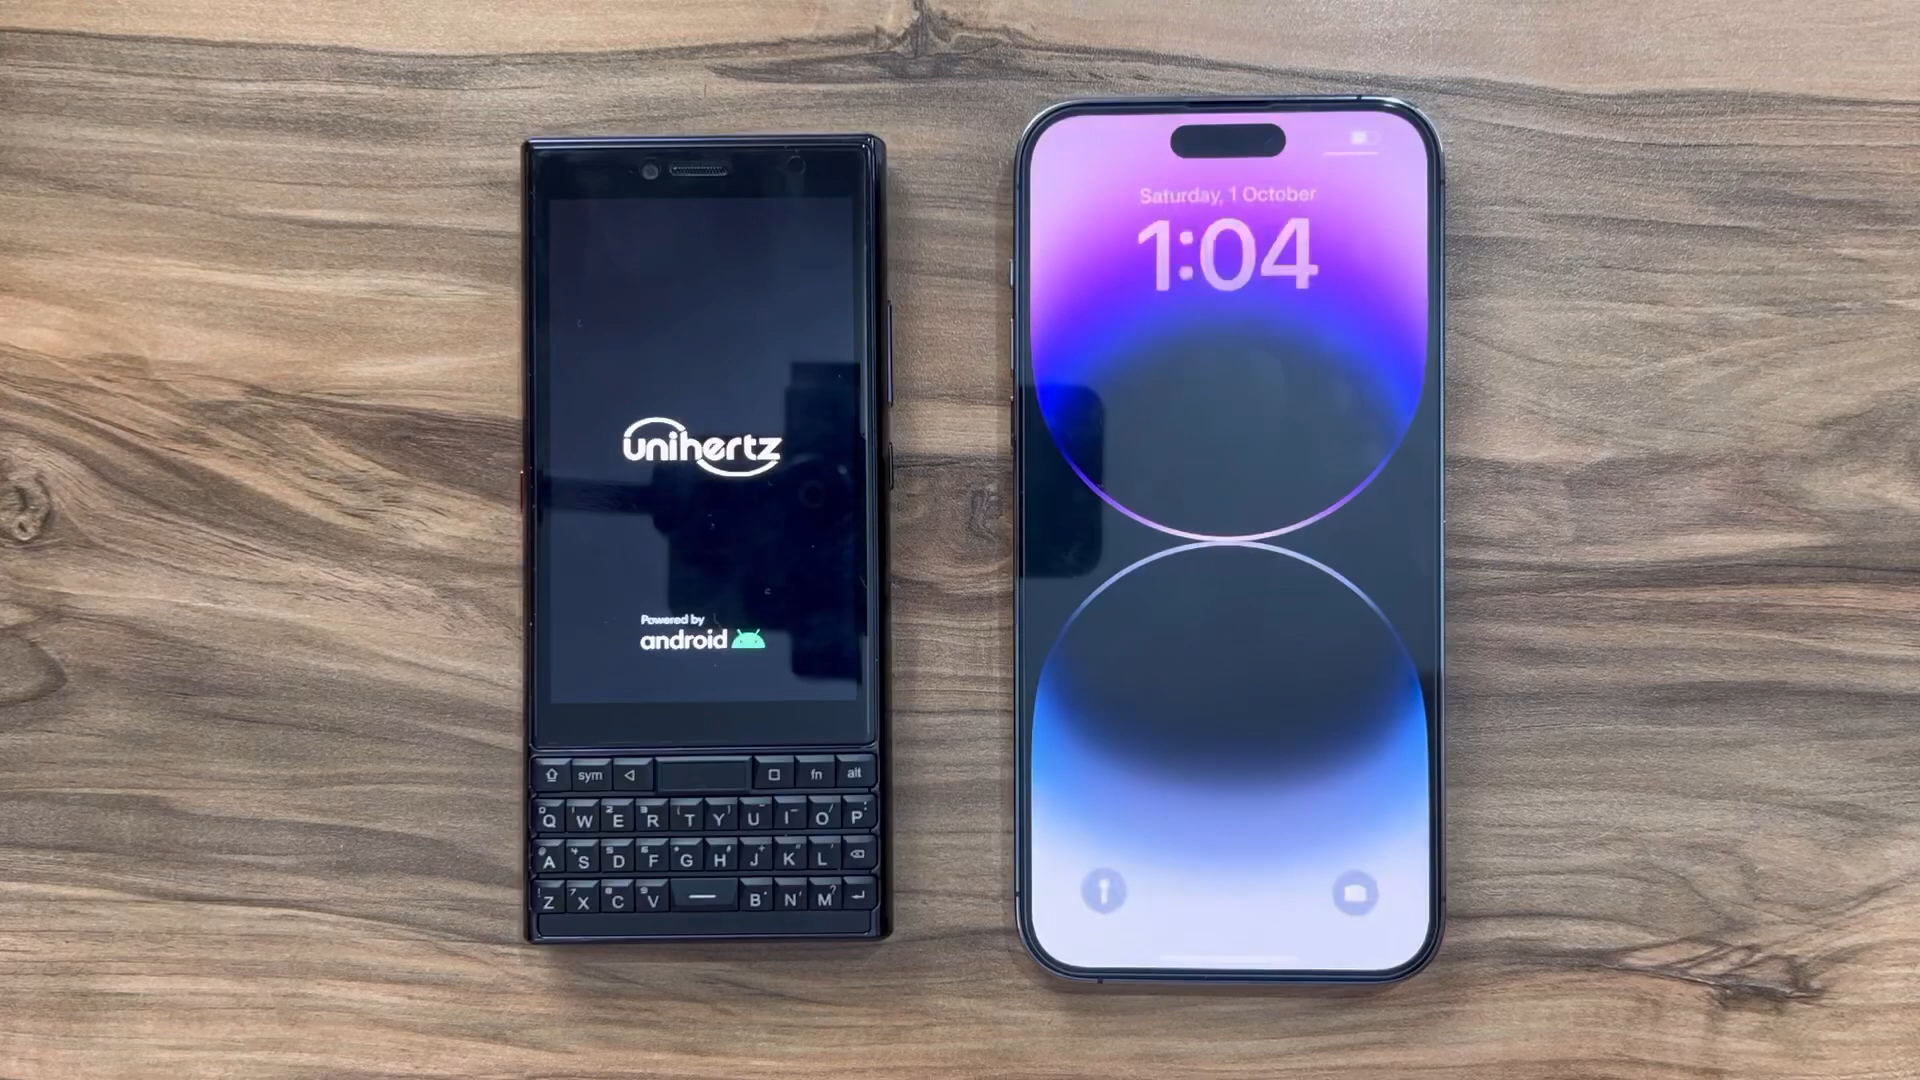 unihertz
Powered by
android
sym fn alt
Q W E R T Y U I O P
A S D F G H J K L
Z X C V B N M
Saturday, 1 October
1:04